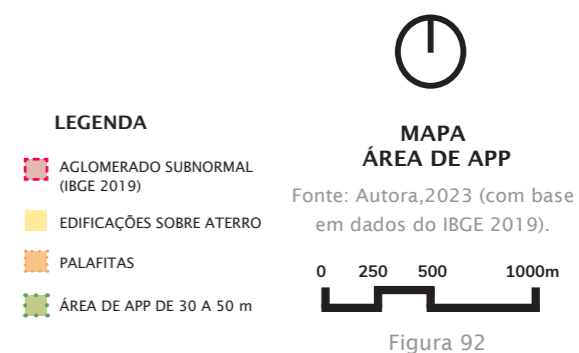 LEGENDA
AGLOMERADO SUBNORMAL
(IBGE 2019)
EDIFICAÇÕES SOBRE ATERRO
PALAFITAS
ÁREA DE APP DE 30 A 50 m
MAPA
ÁREA DE APP
Fonte: Autora,2023 (com base
em dados do IBGE 2019).
0 250 500 1000m
Figura 92